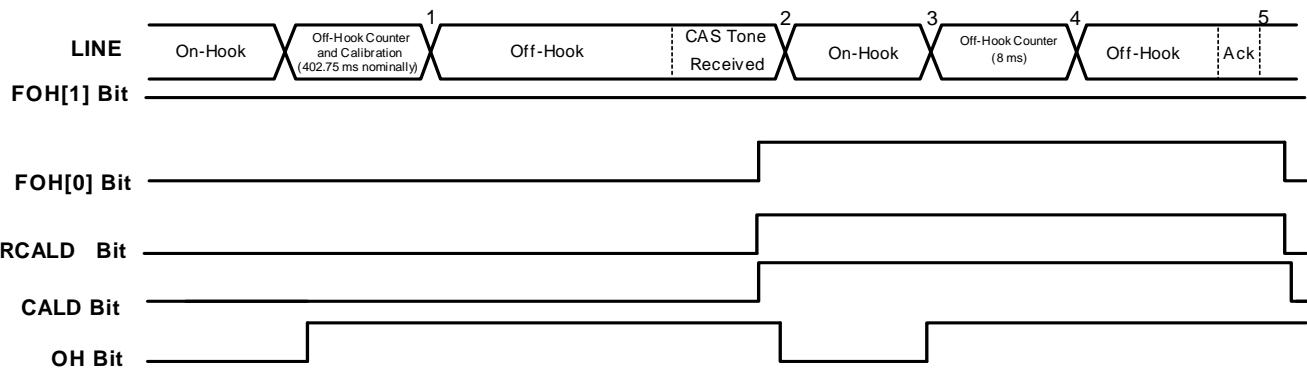 1 2 3 4 5
LINE
On-Hook
Off-Hook Counter
and Calibration
(402.75 ms nominally)
Off-Hook
CAS Tone
Received
On-Hook
Off-Hook Counter
(8 ms)
Off-Hook
Ack
FOH[1] Bit
FOH[0] Bit
RCALD Bit
CALD Bit
OH Bit